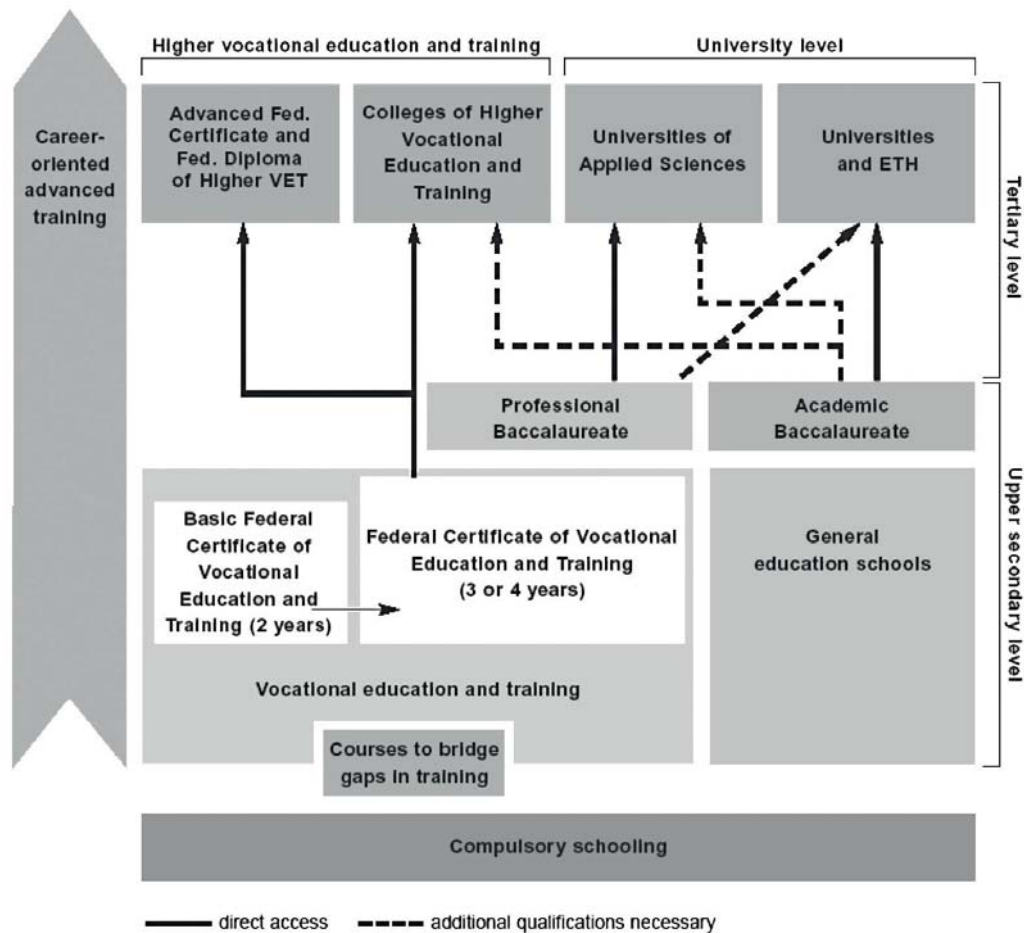 Higher vocational education and training
University level
Career-
oriented
advanced
training
Advanced Fed.
Certificate and
Fed. Diploma
of Higher VET
Colleges of Higher
Vocational
Education and
Training
Universities of
Applied Sciences
Universities
and ETH
Tertiary level
Professional
Baccalaureate
Academic
Baccalaureate
Basic Federal
Certificate of
Vocational
Education and
Training (2 years)
Federal Certificate of Vocational
Education and Training
(3 or 4 years)
General
education schools
Upper secondary level
Vocational education and training
Courses to bridge
gaps in training
Compulsory schooling
direct access
additional qualifications necessary